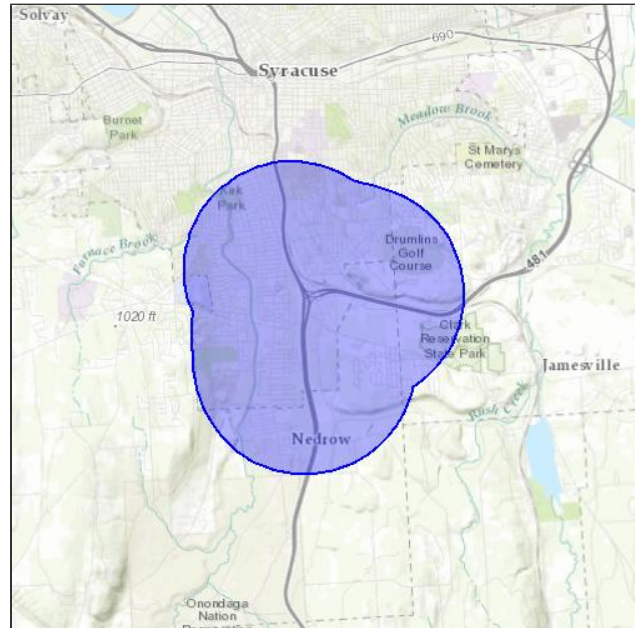 Solvay
690
Syracuse
Burnet
Park
Meadow Brook
St Marys
Cemetery
Kirk
Park
Furnace Brook
Drumlins
Golf
Course
481
1020 ft
Clark
Reservation
State Park
Jamesville
Rush Creek
Nedrow
Onondaga
Nation